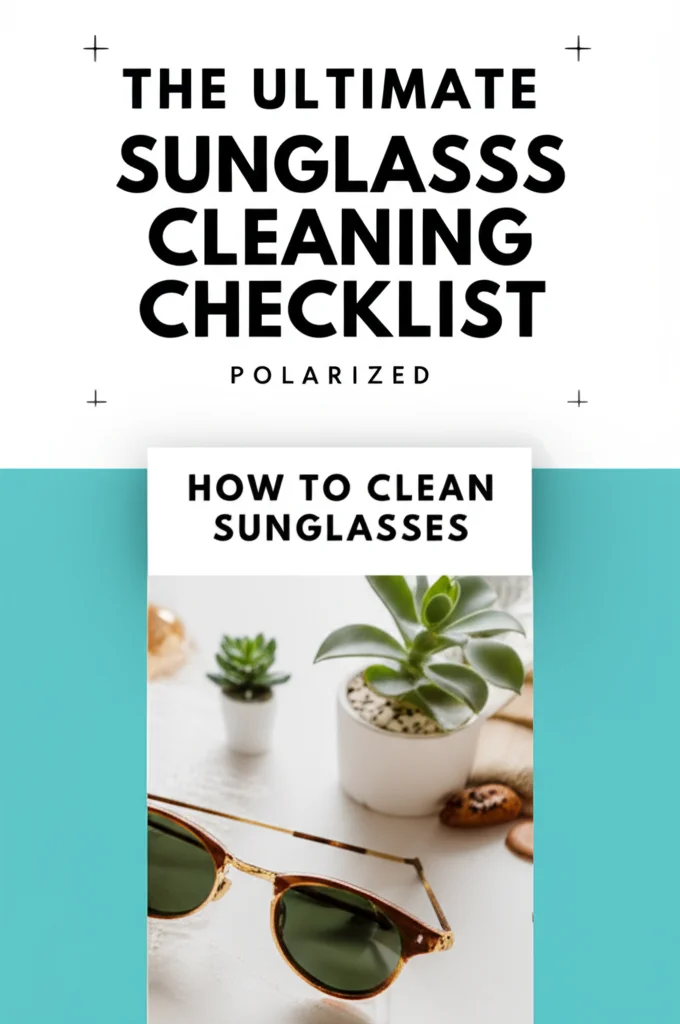 THE ULTIMATE
SUNGLASSS
CLEANING
CHECKLIST
POLARIZED
HOW TO CLEAN
SUNGLASSES